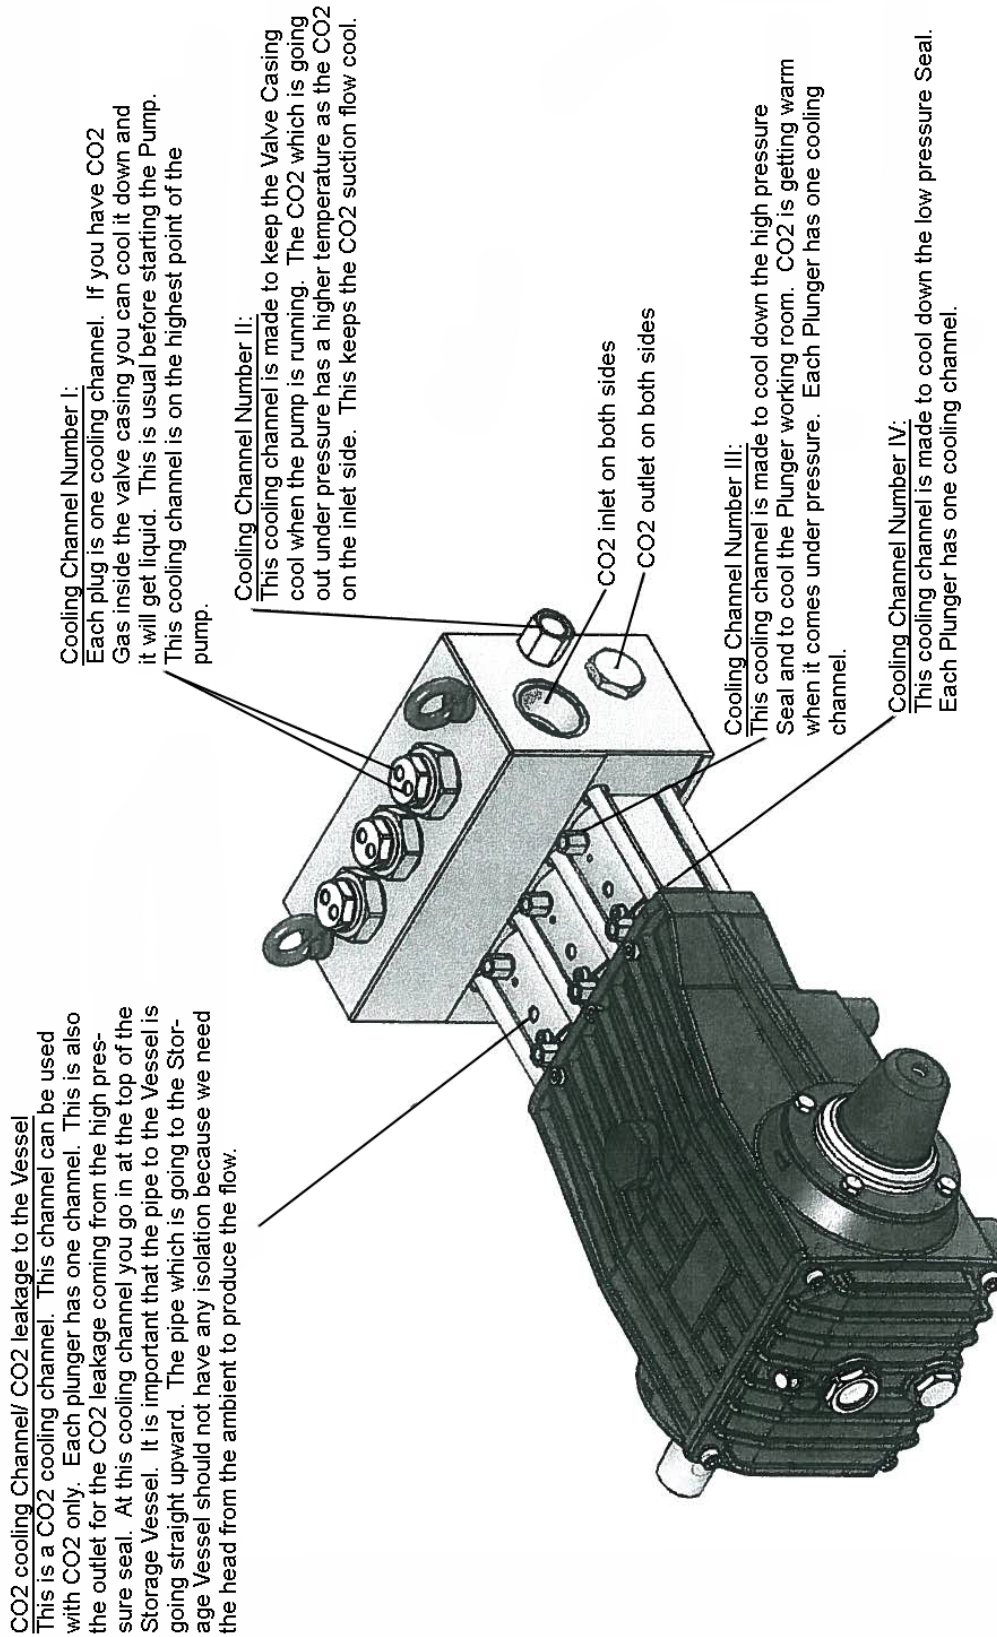 CO2 cooling Channel/ CO2 leakage to the Vessel
This is a CO2 cooling channel. This channel can be used
with CO2 only. Each plunger has one channel. This is also
the outlet for the CO2 leakage coming from the high pres-
sure seal. At this cooling channel you go in at the top of the
Storage Vessel. It is important that the pipe to the Vessel is
going straight upward. The pipe which is going to the Stor-
age Vessel should not have any isolation because we need
the head from the ambient to produce the flow.
Cooling Channel Number I:
Each plug is one cooling channel. If you have CO2
Gas inside the valve casing you can cool it down and
it will get liquid. This is usual before starting the Pump.
This cooling channel is on the highest point of the
pump.
Cooling Channel Number II:
This cooling channel is made to keep the Valve Casing
cool when the pump is running. The CO2 which is going
out under pressure has a higher temperature as the CO2
on the inlet side. This keeps the CO2 suction flow cool.
CO2 inlet on both sides
CO2 outlet on both sides
Cooling Channel Number III:
This cooling channel is made to cool down the high pressure
Seal and to cool the Plunger working room. CO2 is getting warm
when it comes under pressure. Each Plunger has one cooling
channel.
Cooling Channel Number IV:
This cooling channel is made to cool down the low pressure Seal.
Each Plunger has one cooling channel.